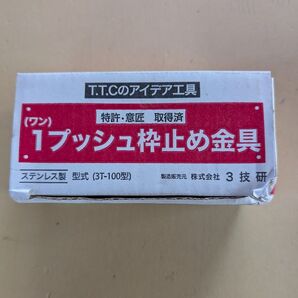 T.T.Cのアイデア工具
特許・意匠 取得済
(ワン)
1プッシュ枠止め金具
ステンレス製 型式 (3T-100型) 製造販売元 株式会社 3技研